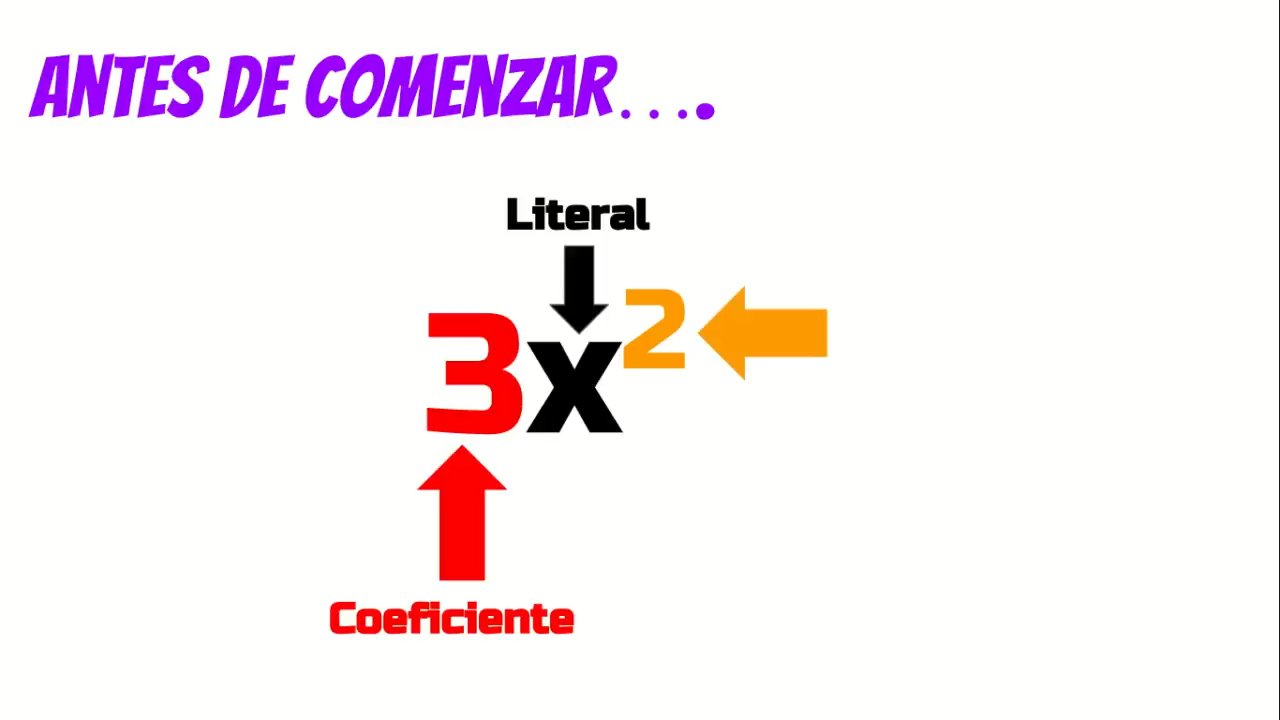 ANTES DE COMENZAR....
Literal
3x²
Coeficiente